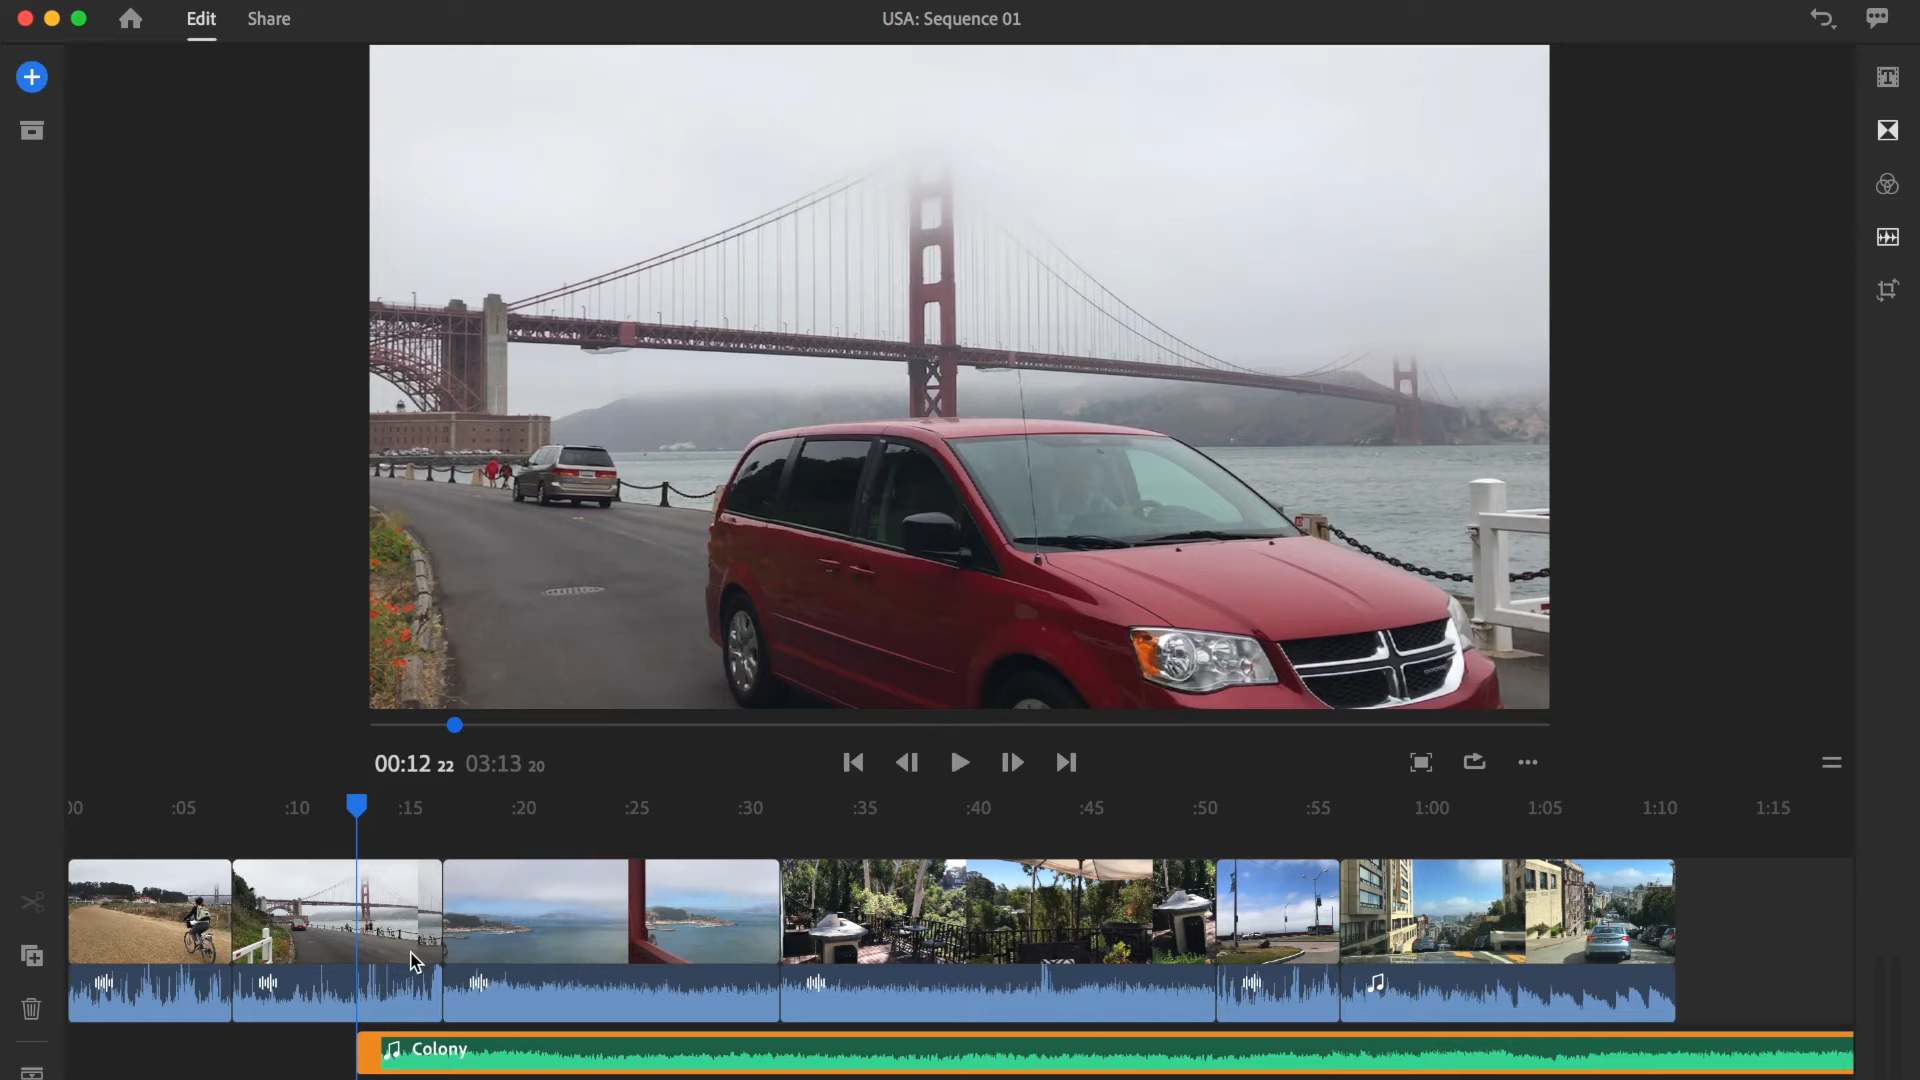 Edit Share USA: Sequence 01
00:12 22 03:13 20
:05 :10 :15 :20 :25 :30 :35 :40 :45 :50 :55 1:00 1:05 1:10 1:15
Colony